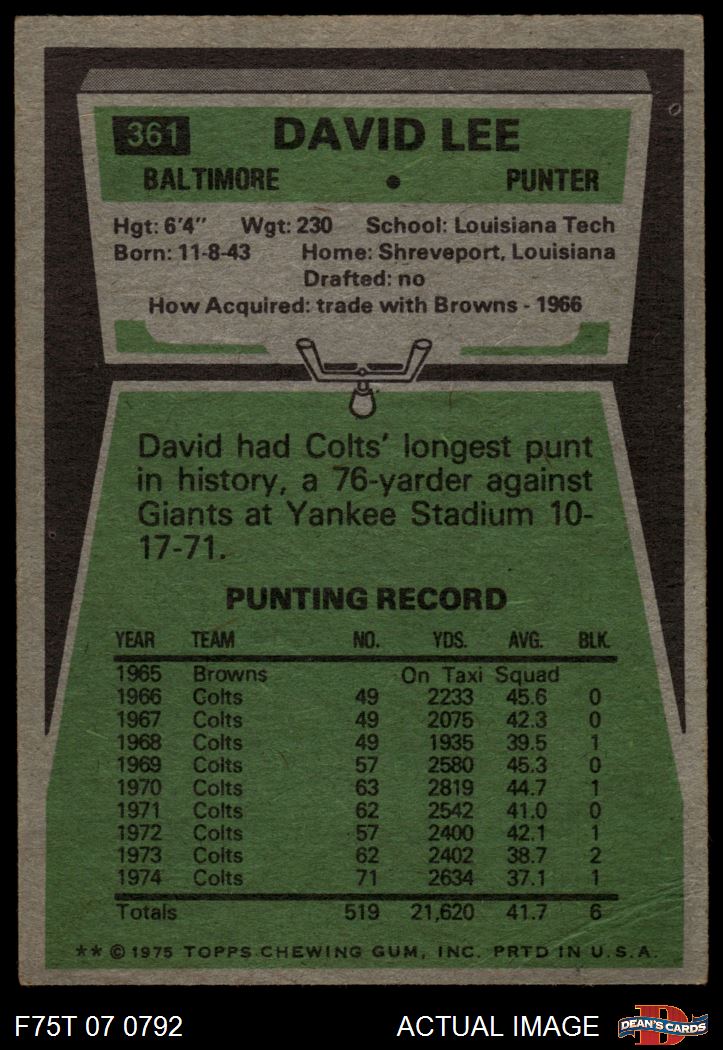 361 DAVID LEE
BALTIMORE • PUNTER
Hgt: 6'4" Wgt: 230 School: Louisiana Tech
Born: 11-8-43 Home: Shreveport, Louisiana
Drafted: no
How Acquired: trade with Browns - 1966
David had Colts' longest punt
in history, a 76-yarder against
Giants at Yankee Stadium 10-
17-71.
PUNTING RECORD
YEAR TEAM NO. YDS. AVG. BLK.
1965 Browns On Taxi Squad
1966 Colts 49 2233 45.6 0
1967 Colts 49 2075 42.3 0
1968 Colts 49 1935 39.5 1
1969 Colts 57 2580 45.3 0
1970 Colts 63 2819 44.7 1
1971 Colts 62 2542 41.0 0
1972 Colts 57 2400 42.1 1
1973 Colts 62 2402 38.7 2
1974 Colts 71 2634 37.1 1
Totals 519 21,620 41.7 6
** © 1975 TOPPS CHEWING GUM, INC. PRTD IN U.S.A.
F75T 07 0792 ACTUAL IMAGE D DEAN'S CARDS